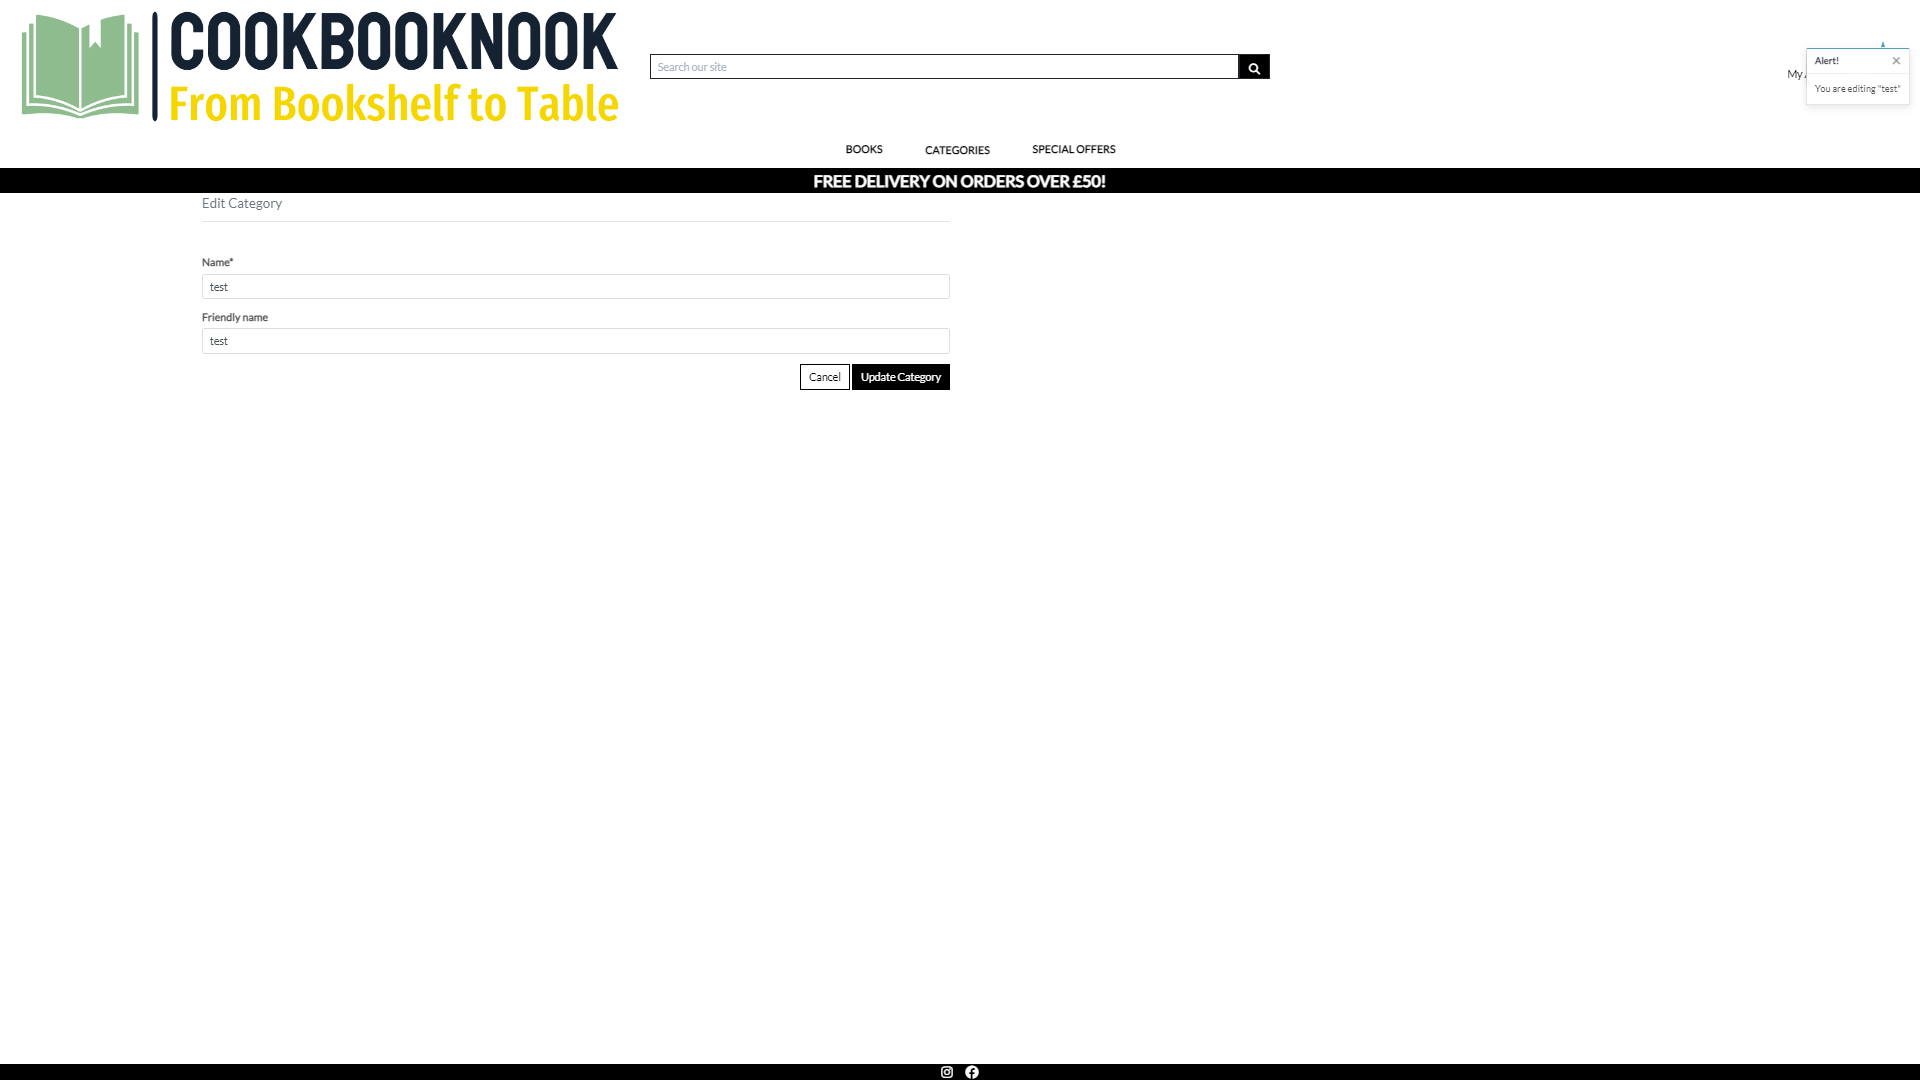 COOKBOOKNOOK
From Bookshelf to Table
Search our site
My
Alert!
You are editing "test"
BOOKS
CATEGORIES
SPECIAL OFFERS
FREE DELIVERY ON ORDERS OVER £50!
Edit Category
Name*
test
Friendly name
test
Cancel
Update Category